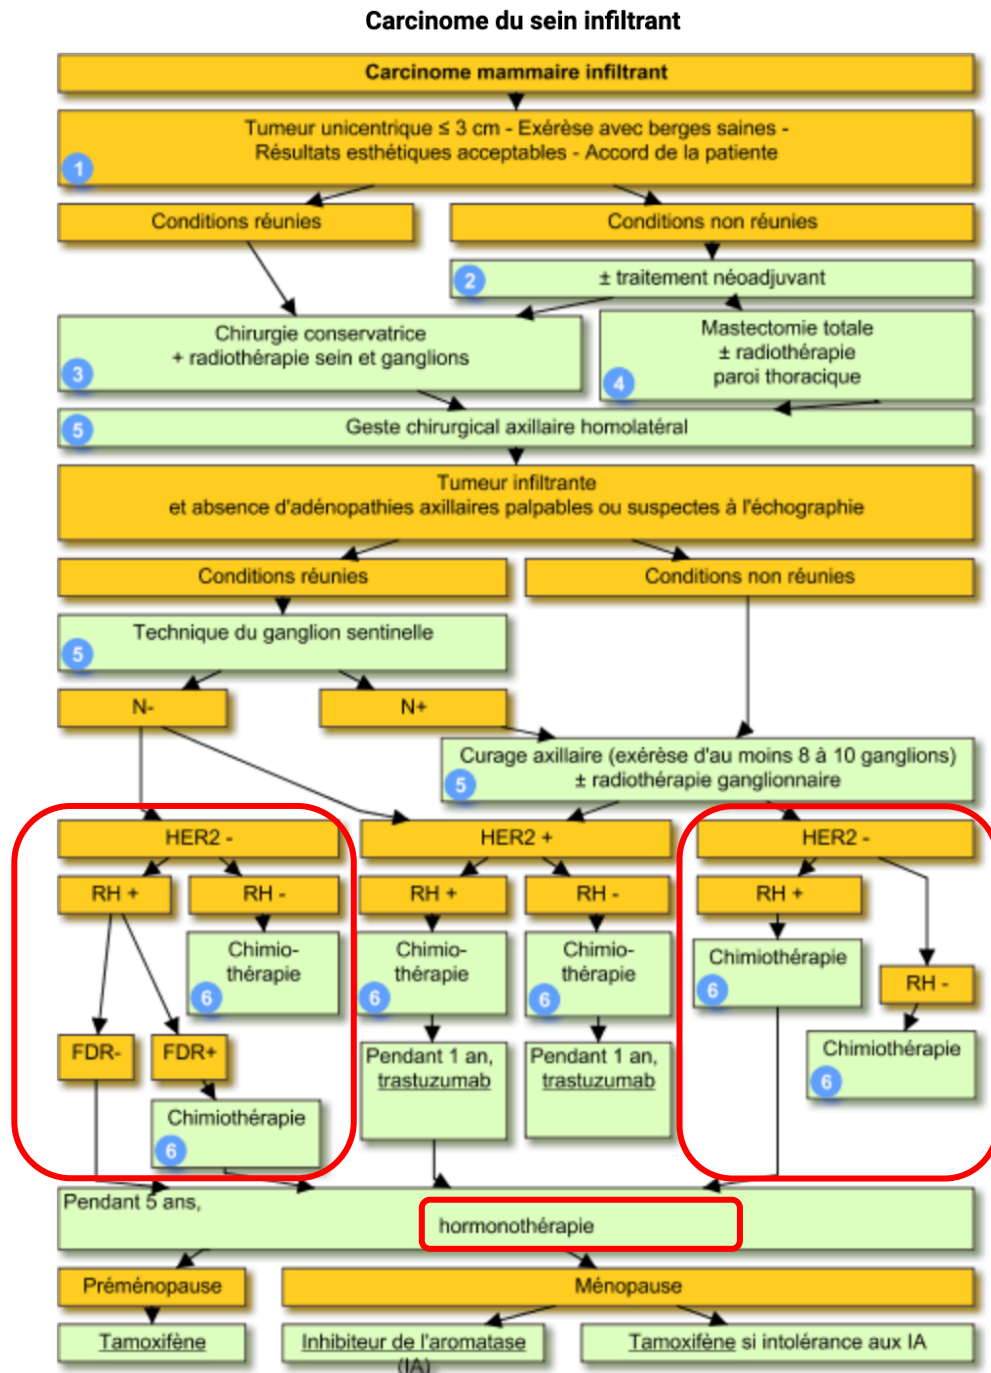 Carcinome du sein infiltrant
Carcinome mammaire infiltrant
Tumeur unicentrique ≤ 3 cm - Exérèse avec berges saines -
Résultats esthétiques acceptables - Accord de la patiente
1
Conditions réunies
Conditions non réunies
2
± traitement néoadjuvant
Chirurgie conservatrice
+ radiothérapie sein et ganglions
3
Mastectomie totale
± radiothérapie
paroi thoracique
4
5
Geste chirurgical axillaire homolatéral
Tumeur infiltrante
et absence d'adénopathies axillaires palpables ou suspectes à l'échographie
Conditions réunies
Conditions non réunies
Technique du ganglion sentinelle
5
N-
N+
Curage axillaire (exérèse d'au moins 8 à 10 ganglions)
± radiothérapie ganglionnaire
5
HER2 -
HER2 +
HER2 -
RH +
RH -
RH +
RH -
RH +
Chimio-
thérapie
6
Chimio-
thérapie
6
Chimio-
thérapie
6
Chimiothérapie
6
RH -
FDR-
FDR+
Pendant 1 an,
trastuzumab
Pendant 1 an,
trastuzumab
Chimiothérapie
6
Chimiothérapie
6
Pendant 5 ans,
hormonothérapie
Préménopause
Ménopause
Tamoxifène
Inhibiteur de l'aromatase
(IA)
Tamoxifène si intolérance aux IA